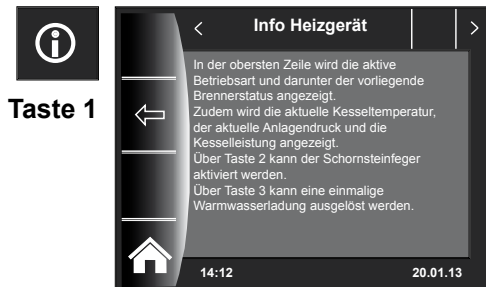 Taste 1
< Info Heizgerät >
In der obersten Zeile wird die aktive
Betriebsart und darunter der vorliegende
Brennerstatus angezeigt.
Zudem wird die aktuelle Kesseltemperatur,
der aktuelle Anlagendruck und die
Kesselleistung angezeigt.
Über Taste 2 kann der Schornsteinfeger
aktiviert werden.
Über Taste 3 kann eine einmalige
Warmwasserladung ausgelöst werden.
14:12 20.01.13